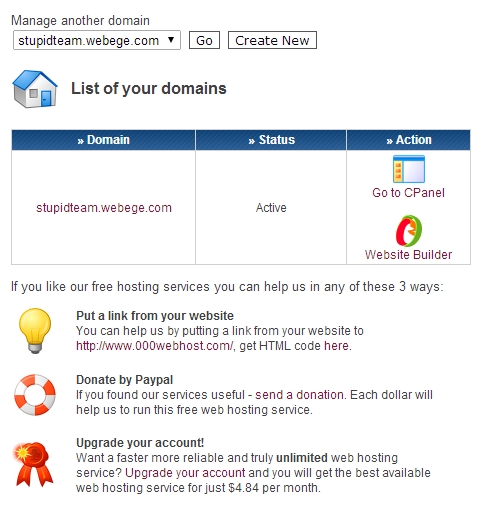 Manage another domain
stupidteam.webege.com Go Create New
List of your domains
» Domain » Status » Action
stupidteam.webege.com Active Go to CPanel
Website Builder
If you like our free hosting services you can help us in any of these 3 ways:
Put a link from your website
You can help us by putting a link from your website to
http://www.000webhost.com/, get HTML code here.
Donate by Paypal
If you found our services useful - send a donation. Each dollar will
help us to run this free web hosting service.
Upgrade your account!
Want a faster more reliable and truly unlimited web hosting
service? Upgrade your account and you will get the best available
web hosting service for just $4.84 per month.